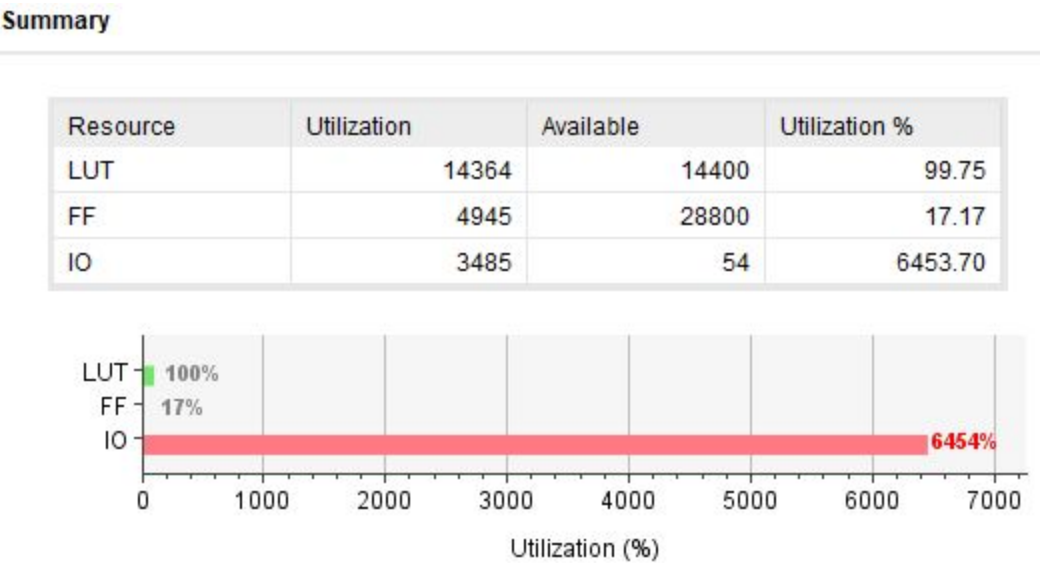 Summary
Resource Utilization Available Utilization %
LUT 14364 14400 99.75
FF 4945 28800 17.17
IO 3485 54 6453.70
LUT 100%
FF 17%
IO 6454%
0 1000 2000 3000 4000 5000 6000 7000
Utilization (%)